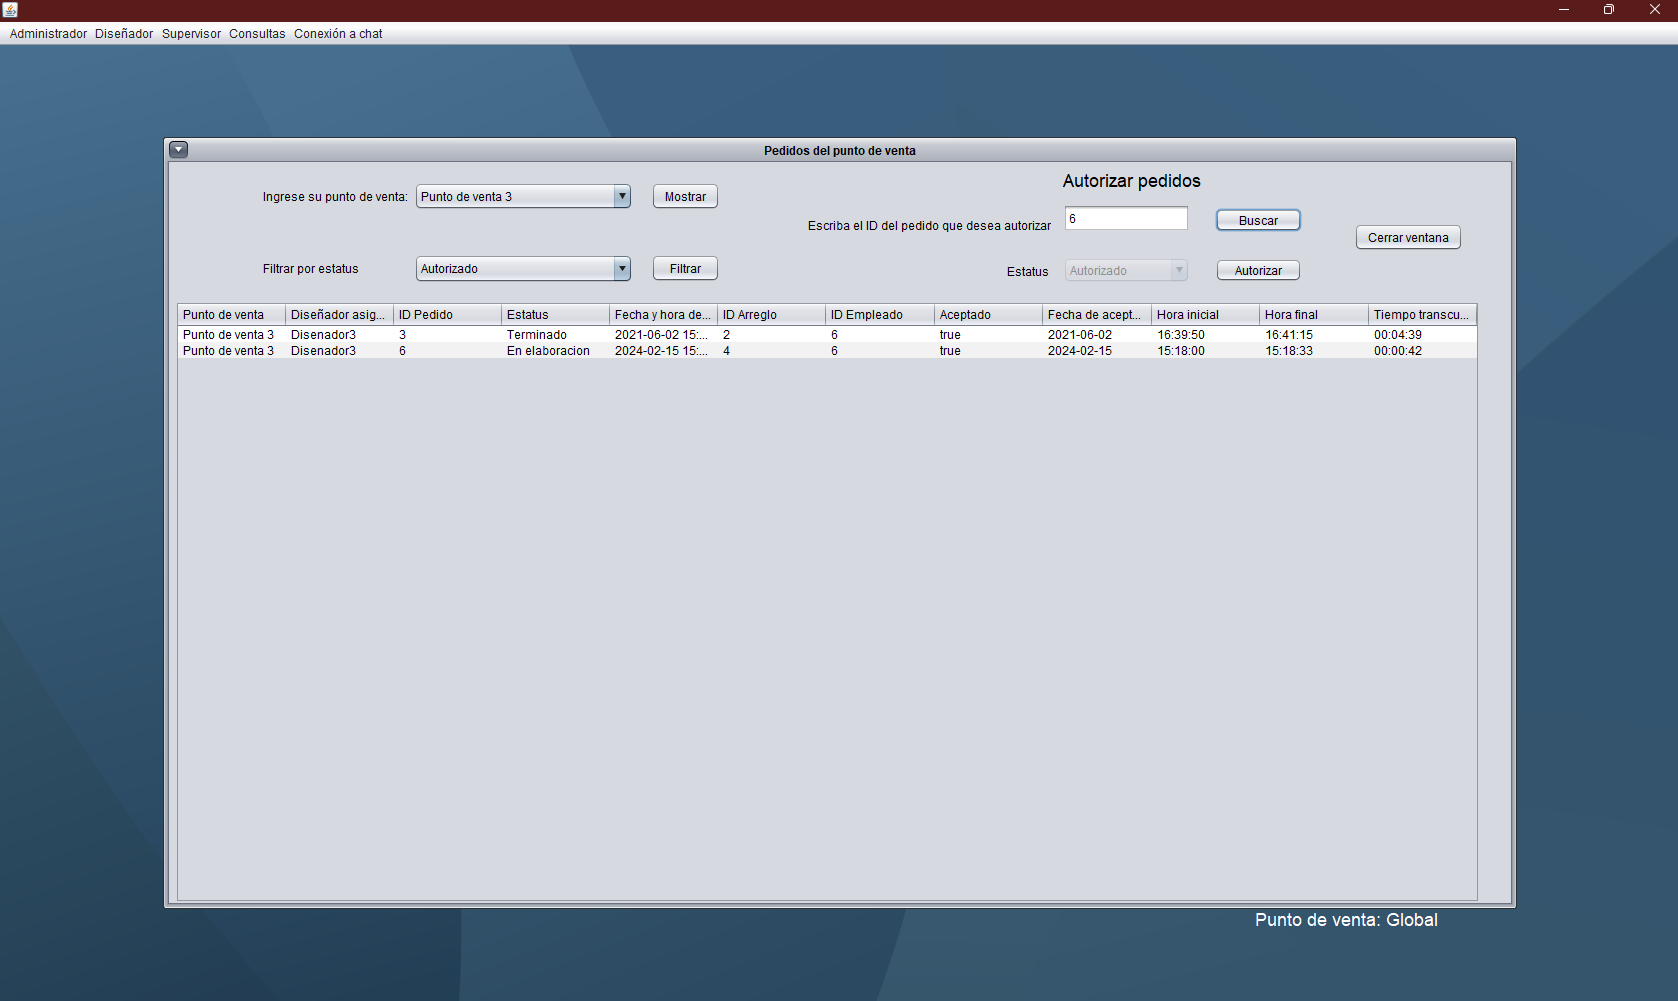 Administrador Diseñador Supervisor Consultas Conexión a chat
Pedidos del punto de venta
Autorizar pedidos
Ingrese su punto de venta: Punto de venta 3 Mostrar
Escriba el ID del pedido que desea autorizar 6 Buscar
Cerrar ventana
Filtrar por estatus Autorizado Filtrar
Estatus Autorizado Autorizar
Punto de venta Diseñador asig... ID Pedido Estatus Fecha y hora de... ID Arreglo ID Empleado Aceptado Fecha de acept... Hora inicial Hora final Tiempo transcu...
Punto de venta 3 Disenador3 3 Terminado 2021-06-02 15:... 2 6 true 2021-06-02 16:39:50 16:41:15 00:04:39
Punto de venta 3 Disenador3 6 En elaboracion 2024-02-15 15:... 4 6 true 2024-02-15 15:18:00 15:18:33 00:00:42
Punto de venta: Global